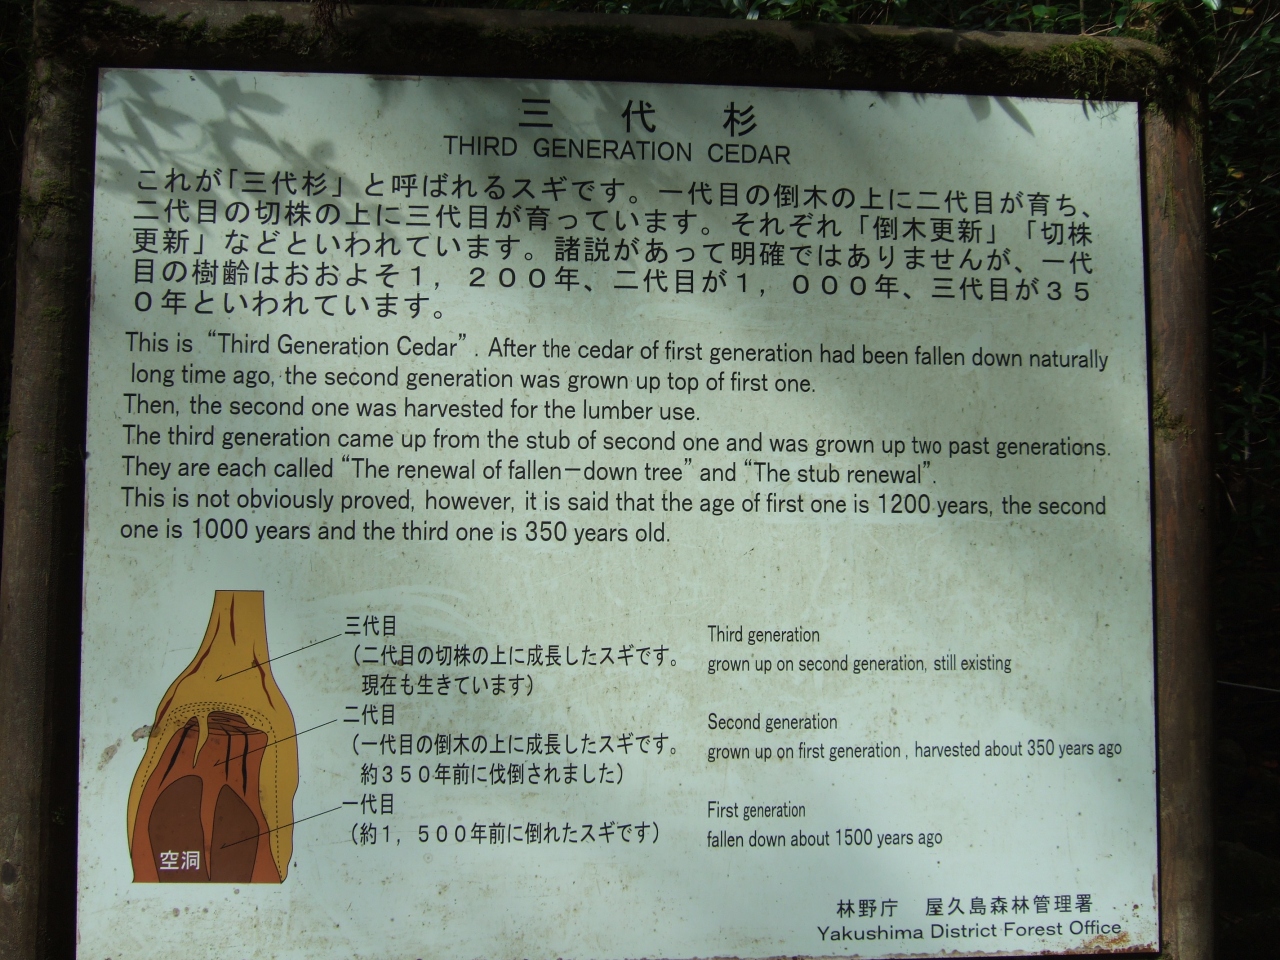 三代杉
THIRD GENERATION CEDAR
これが「三代杉」と呼ばれるスギです。一代目の倒木の上に二代目が育ち、
二代目の切株の上に三代目が育っています。それぞれ「倒木更新」「切株
更新」などといわれています。諸説があって明確ではありませんが、一代
目の樹齢はおおよそ１，２００年、二代目が１，０００年、三代目が３５
０年といわれています。
This is “Third Generation Cedar” . After the cedar of first generation had been fallen down naturally
long time ago, the second generation was grown up top of first one.
Then, the second one was harvested for the lumber use.
The third generation came up from the stub of second one and was grown up two past generations.
They are each called “The renewal of fallen－down tree” and “The stub renewal”.
This is not obviously proved, however, it is said that the age of first one is 1200 years, the second
one is 1000 years and the third one is 350 years old.
三代目
（二代目の切株の上に成長したスギです。
現在も生きています）
Third generation
grown up on second generation, still existing
二代目
（一代目の倒木の上に成長したスギです。
約３５０年前に伐倒されました）
Second generation
grown up on first generation , harvested about 350 years ago
一代目
（約１，５００年前に倒れたスギです）
First generation
fallen down about 1500 years ago
空洞
林野庁　屋久島森林管理署
Yakushima District Forest Office